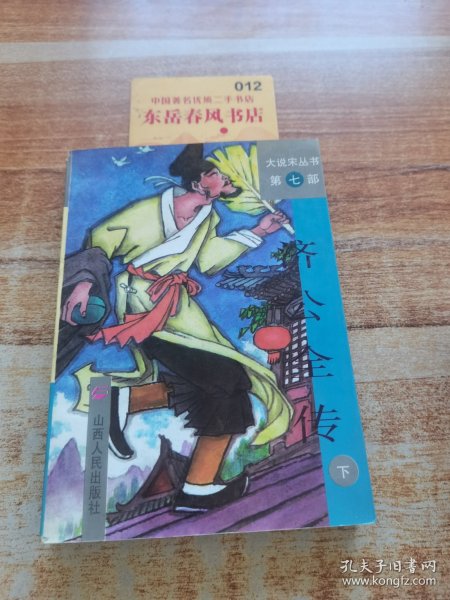 012
中国著名优质二手书店
东岳春风书店
大说宋丛书
第七部
济公全传
下
山西人民出版社
孔夫子旧书网
www.kongfz.com